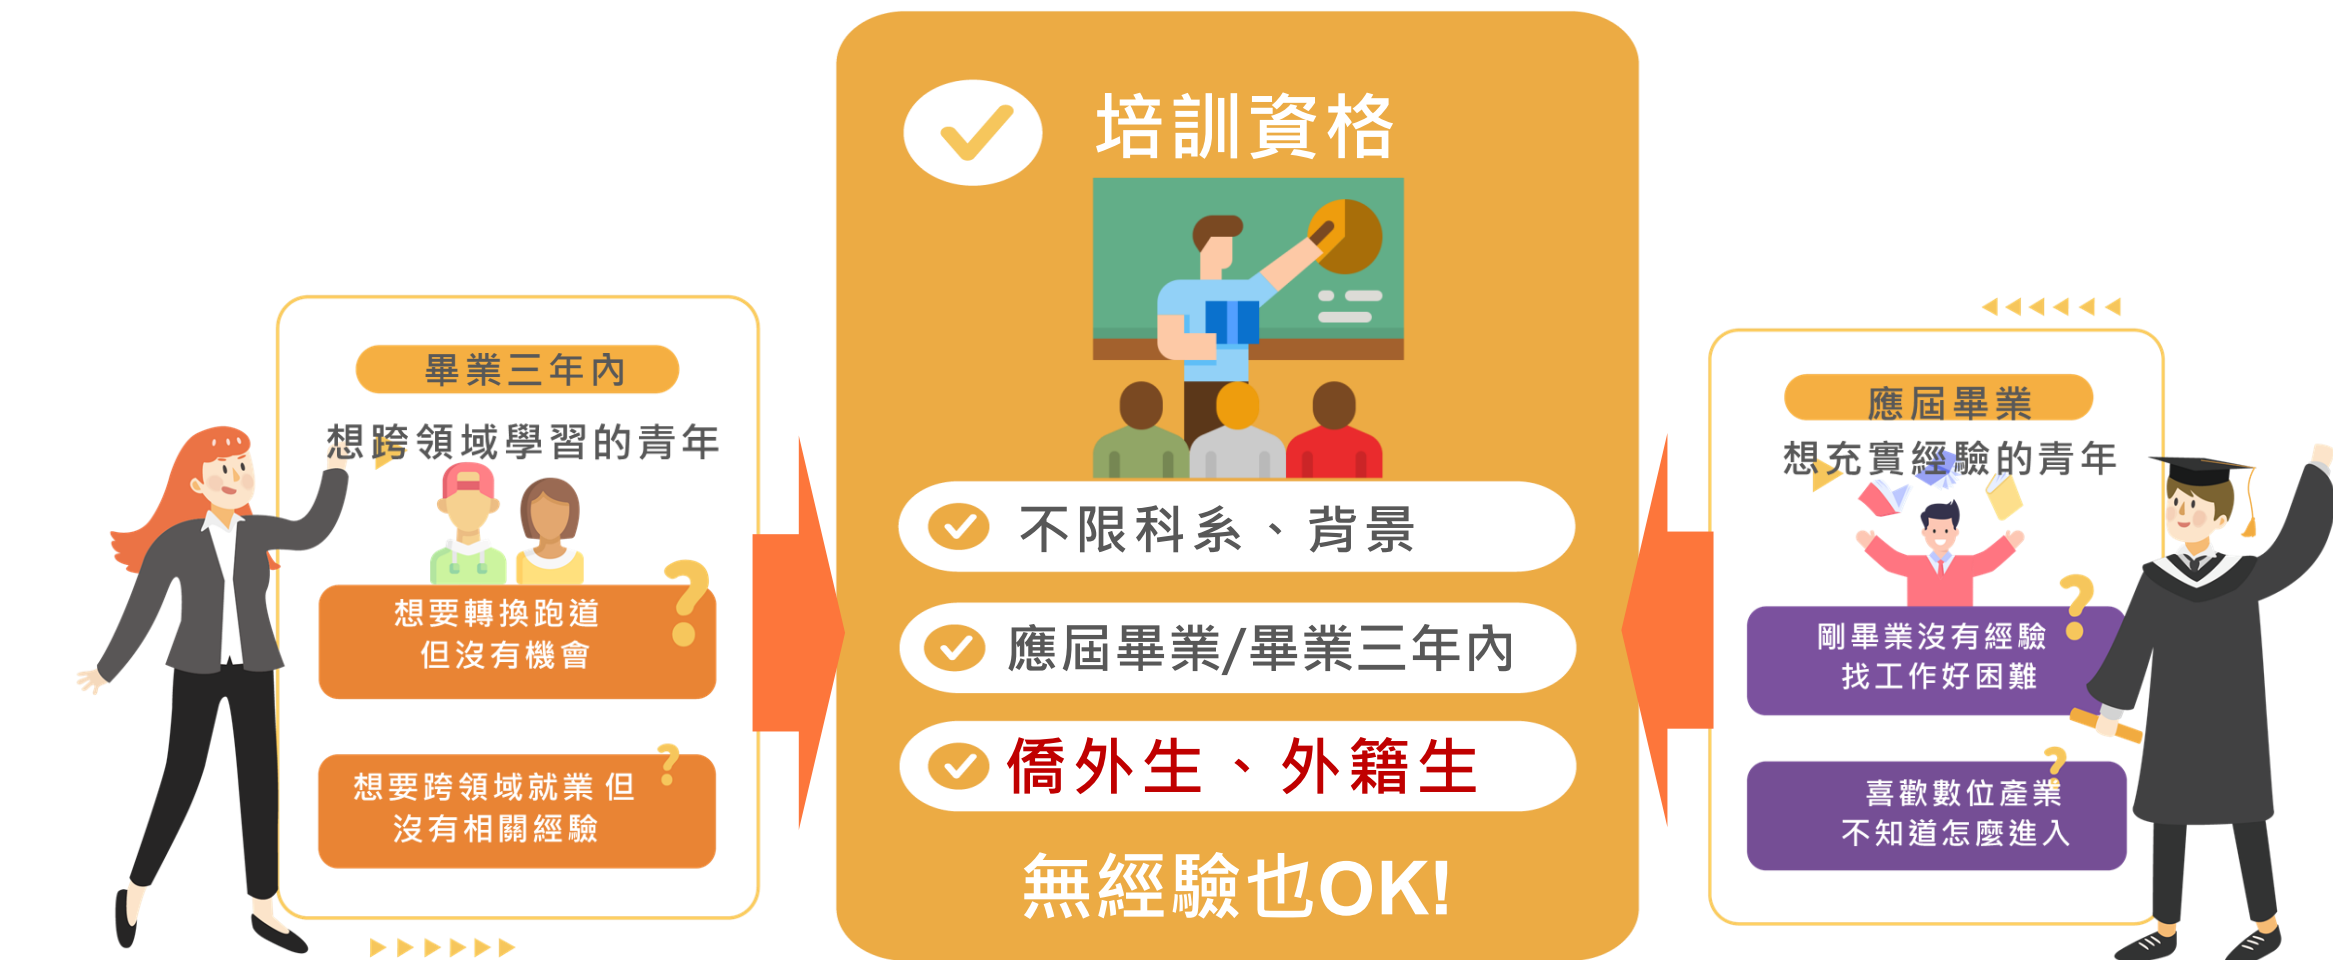 畢業三年內
想跨領域學習的青年
想要轉換跑道
但沒有機會
想要跨領域就業 但
沒有相關經驗
培訓資格
不限科系、背景
應屆畢業/畢業三年內
僑外生、外籍生
無經驗也OK!
應屆畢業
想充實經驗的青年
剛畢業沒有經驗
找工作好困難
喜歡數位產業
不知道怎麼進入